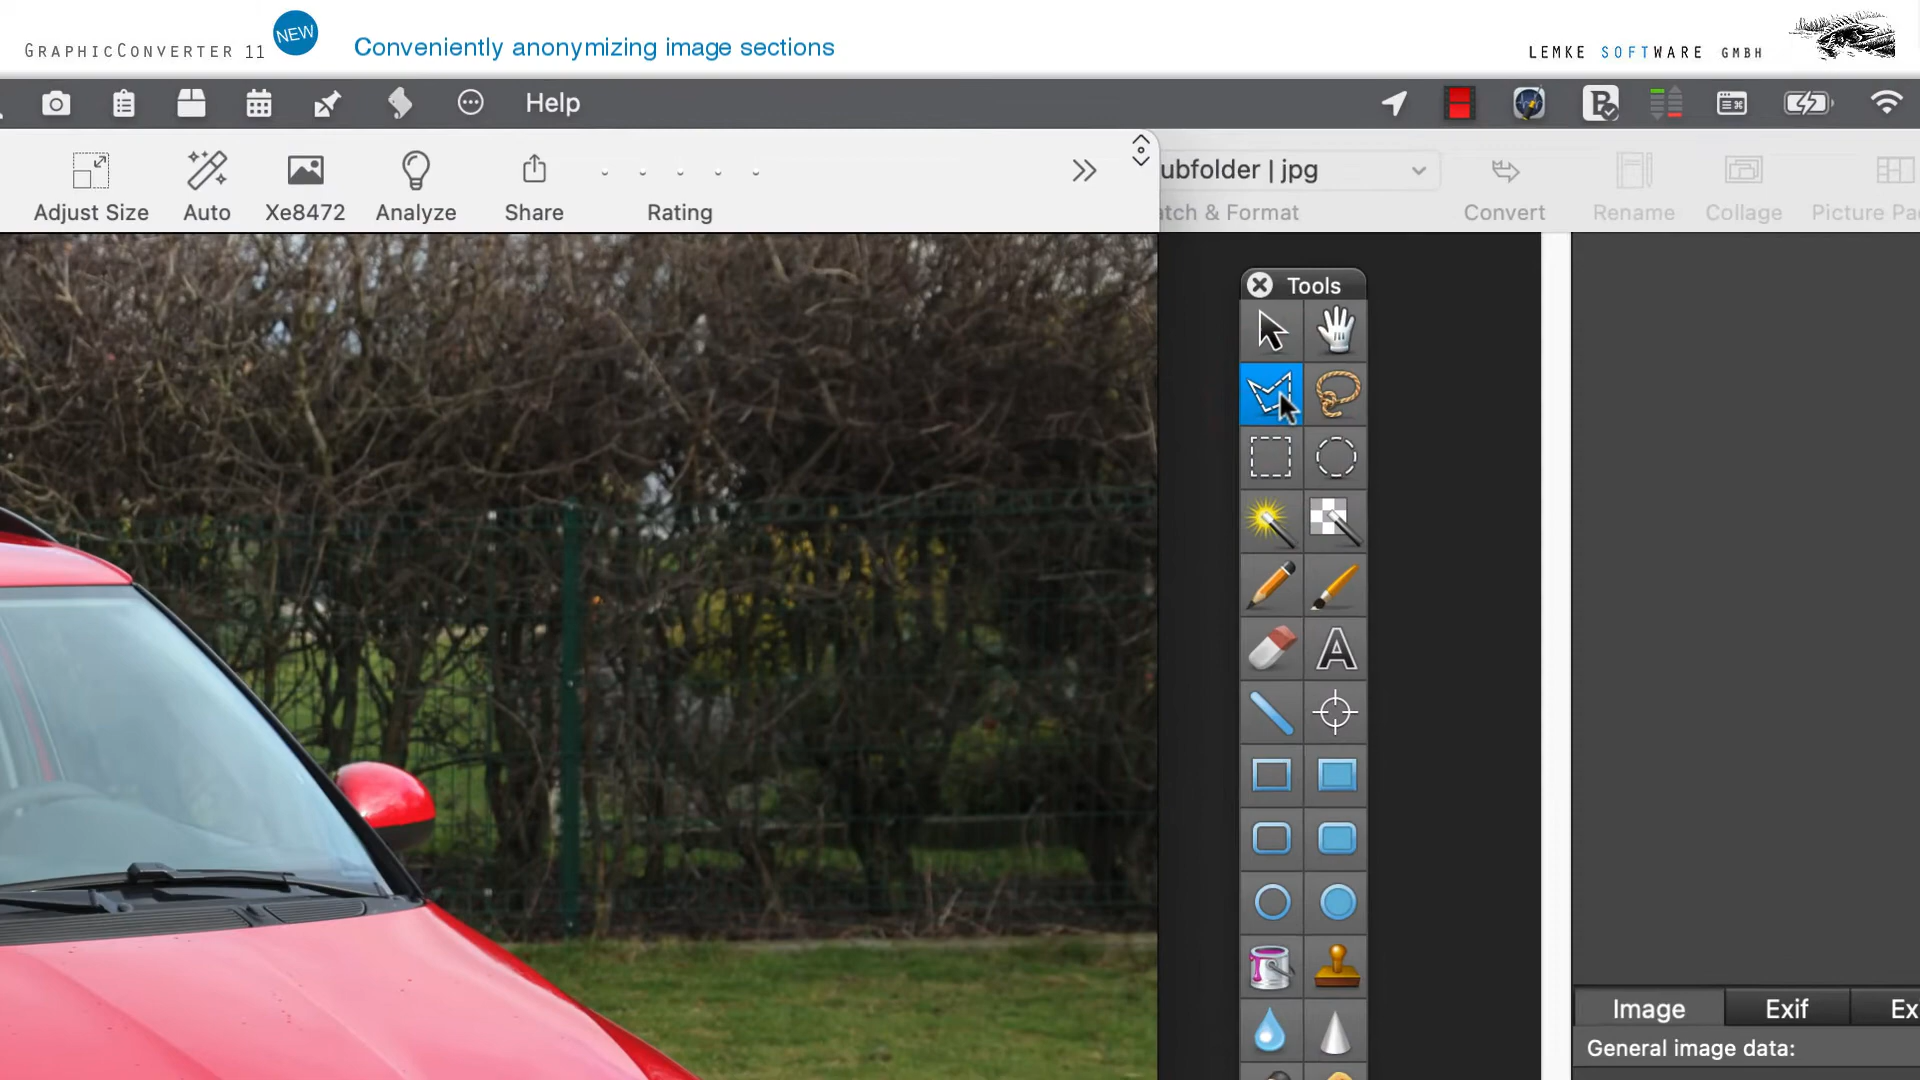 GRAPHICCONVERTER 11
NEW
Conveniently anonymizing image sections
LEMKE SOFTWARE GMBH
Help
Adjust Size
Auto
Xe8472
Analyze
Share
Rating
ubfolder | jpg
tch & Format
Convert
Rename
Collage
Picture Pa
Tools
Image
Exif
Ex
General image data: